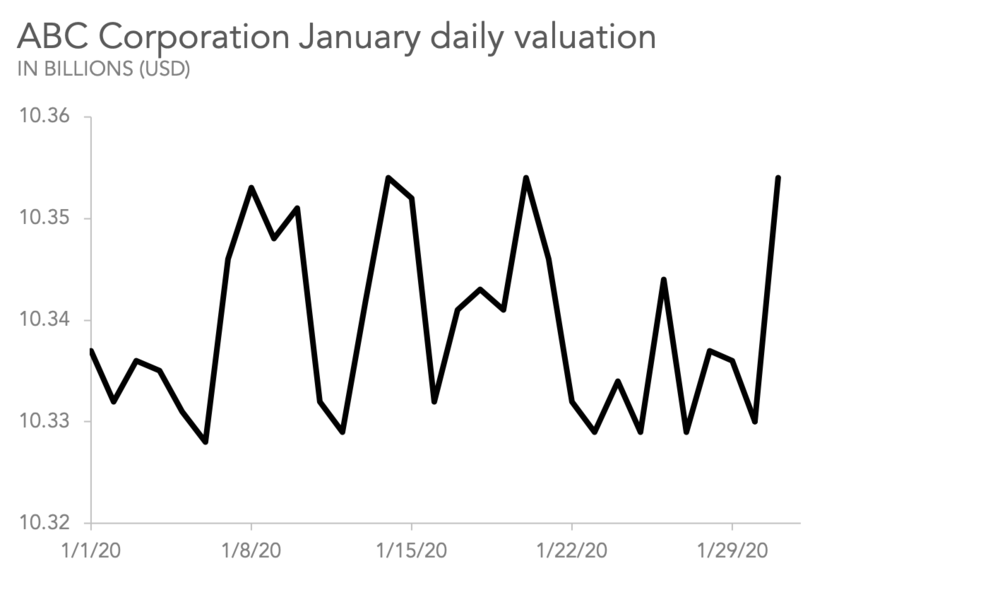 ABC Corporation January daily valuation
IN BILLIONS (USD)
10.36
10.35
10.34
10.33
10.32
1/1/20 1/8/20 1/15/20 1/22/20 1/29/20